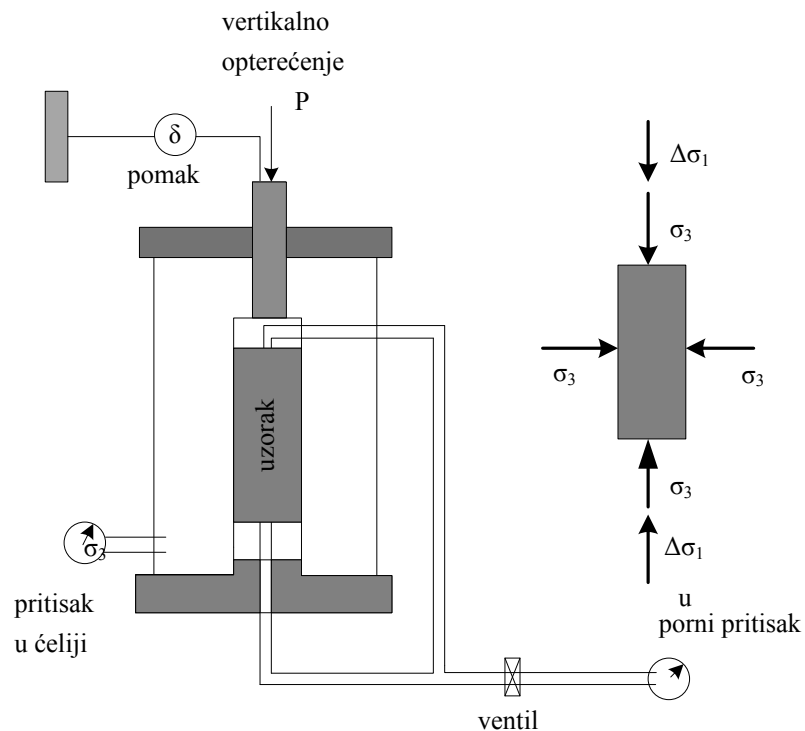 vertikalno
opterećenje
P
δ
pomak
uzorak
σ₃
pritisak
u ćeliji
ventil
Δσ₁
σ₃
σ₃
σ₃
σ₃
Δσ₁
u
porni pritisak